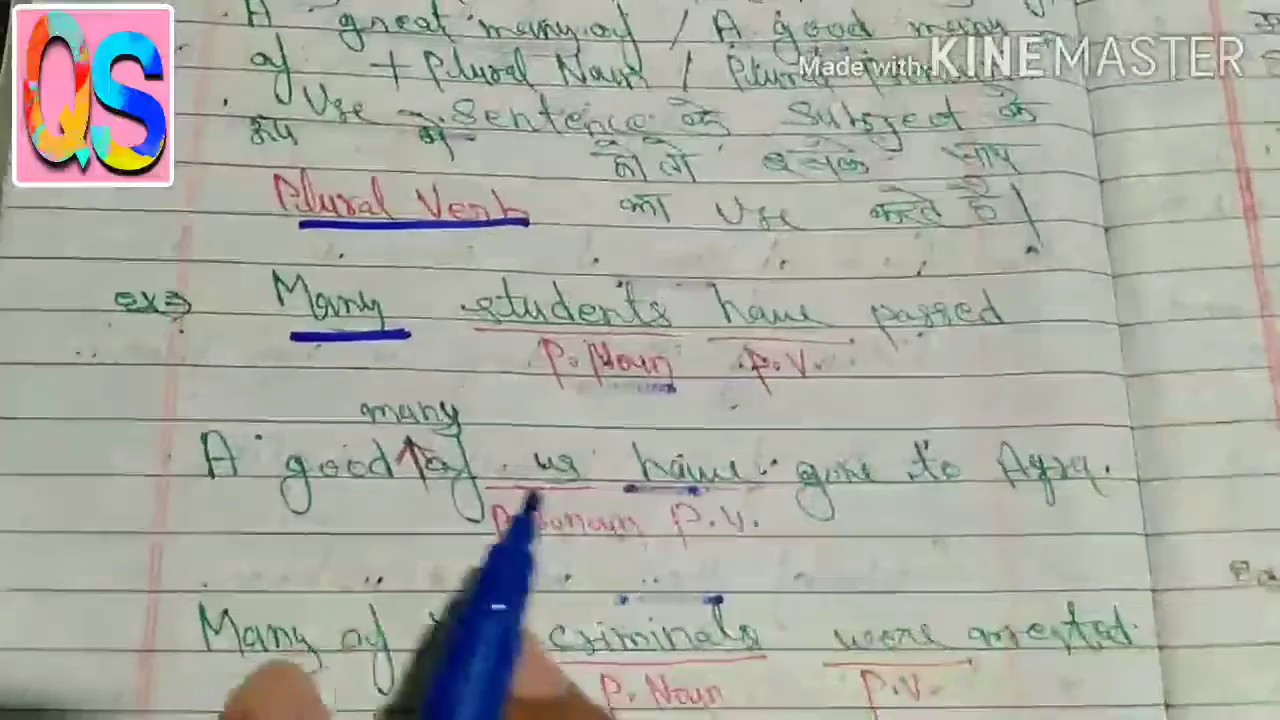 QS
Made with KINEMASTER
A great many of / A good many
of + Plural Noun / Plural
Use Sentence के Subject के
रूप में हो तो इसके साथ
Plural Verb का Use करते है।
ex⇒ Many students have passed
P. Noun P.V.
many
A good of us have gone to Agra.
P. Pronoun P.V.
Many of criminals were arrested.
P. Noun P.V.